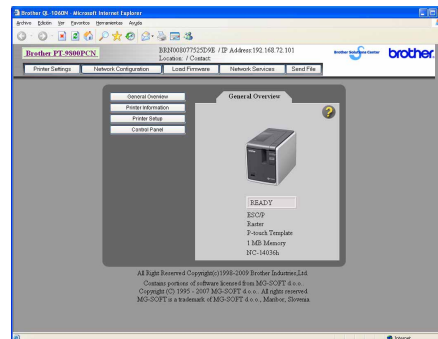 Brother QL-1060N - Microsoft Internet Explorer
Archivo Edición Ver Favoritos Herramientas Ayuda
Brother PT-9800PCN
BRN008077525D9E / IP Address:192.168.72.101
Location: / Contact:
Brother Solutions Center
brother
Printer Settings Network Configuration Load Firmware Network Services Send File
General Overview
Printer Information
Printer Setup
Control Panel
General Overview
READY
ESC/P
Raster
P-touch Template
1 MB Memory
NC-14036h
All Right Reserved Copyright(c)1998-2009 Brother Industries,Ltd.
Contains portions of software licensed from MG-SOFT d.o.o.
Copyright (C) 1995 - 2007 MG-SOFT d.o.o.. All rights reserved.
MG-SOFT is a trademark of MG-SOFT d.o.o., Maribor, Slovenia
Internet